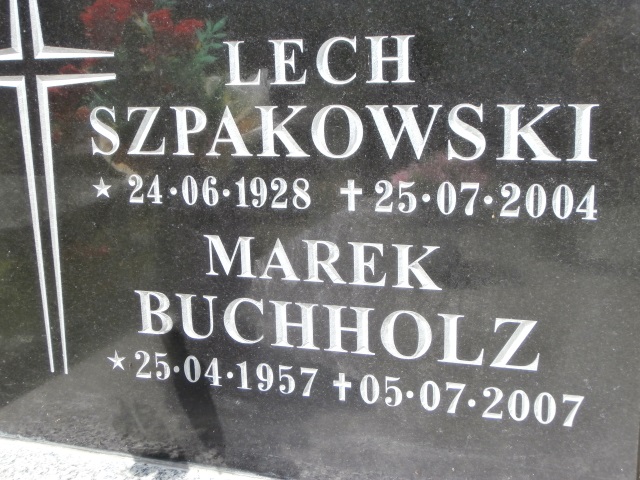 LECH
SZPAKOWSKI
★ 24·06·1928 ✝ 25·07·2004
MAREK
BUCHHOLZ
★ 25·04·1957 ✝ 05·07·2007